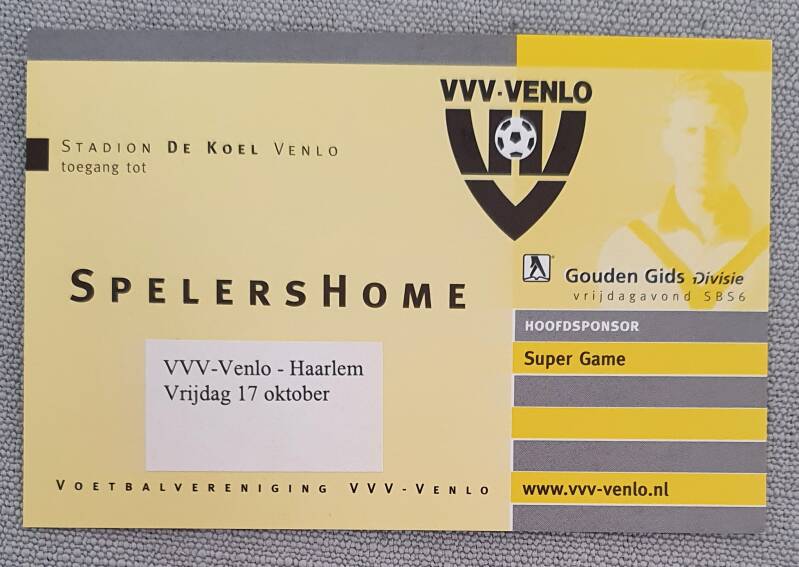 VVV-VENLO
STADION DE KOEL VENLO
toegang tot
SPELERSHOME
VVV-Venlo - Haarlem
Vrijdag 17 oktober
VOETBALVERENIGING VVV-VENLO
Gouden Gids Divisie
vrijdagavond SBS6
HOOFDSPONSOR
Super Game
www.vvv-venlo.nl